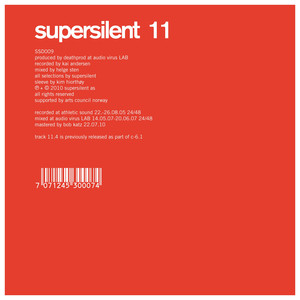 supersilent 11
SSD009
produced by deathprod at audio virus LAB
recorded by kai andersen
mixed by helge sten
all selections by supersilent
sleeve by kim hiorthøy
℗ + © 2010 supersilent as
all rights reserved
supported by arts council norway
recorded at athletic sound 22.-26.08.05 24/48
mixed at audio virus LAB 14.05.07-20.06.07 24/48
mastered by bob katz 22.07.10
track 11.4 is previously released as part of c-6.1
7 071245 300074